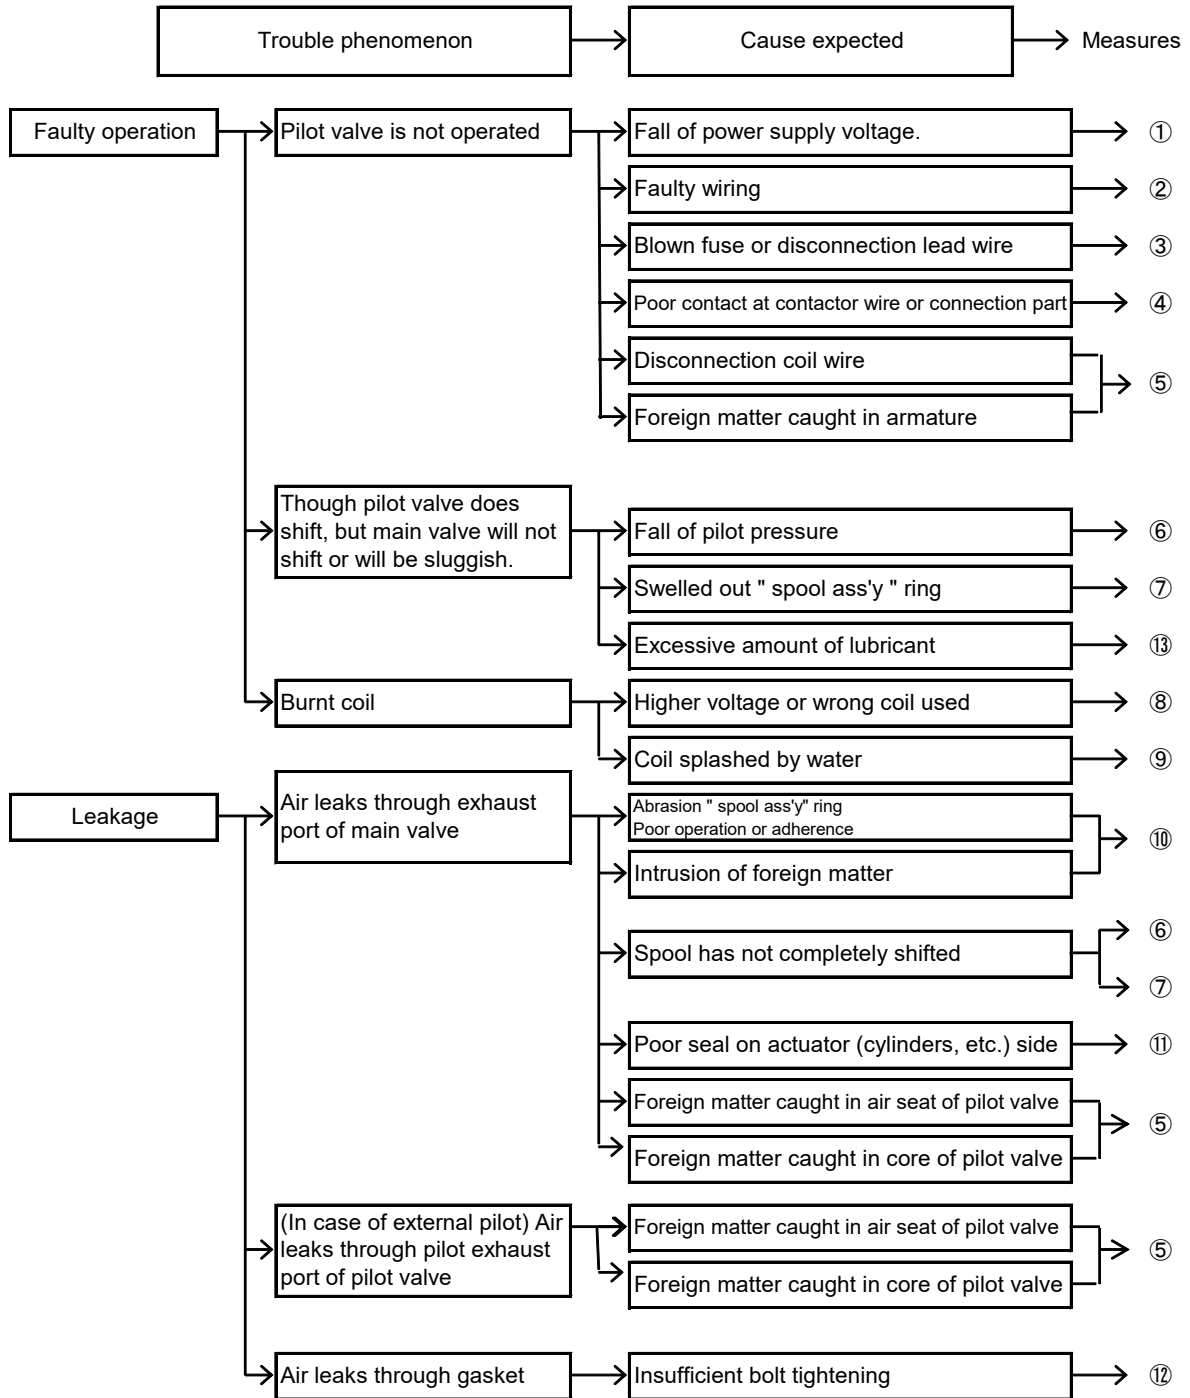 Trouble phenomenon
Cause expected
Measures
Faulty operation
Pilot valve is not operated
Fall of power supply voltage.
①
Faulty wiring
②
Blown fuse or disconnection lead wire
③
Poor contact at contactor wire or connection part
④
Disconnection coil wire
Foreign matter caught in armature
⑤
Though pilot valve does
shift, but main valve will not
shift or will be sluggish.
Fall of pilot pressure
⑥
Swelled out " spool ass'y " ring
⑦
Excessive amount of lubricant
⑬
Burnt coil
Higher voltage or wrong coil used
⑧
Coil splashed by water
⑨
Leakage
Air leaks through exhaust
port of main valve
Abrasion " spool ass'y" ring
Poor operation or adherence
Intrusion of foreign matter
⑩
Spool has not completely shifted
⑥
⑦
Poor seal on actuator (cylinders, etc.) side
⑪
Foreign matter caught in air seat of pilot valve
Foreign matter caught in core of pilot valve
⑤
(In case of external pilot) Air
leaks through pilot exhaust
port of pilot valve
Foreign matter caught in air seat of pilot valve
Foreign matter caught in core of pilot valve
⑤
Air leaks through gasket
Insufficient bolt tightening
⑫